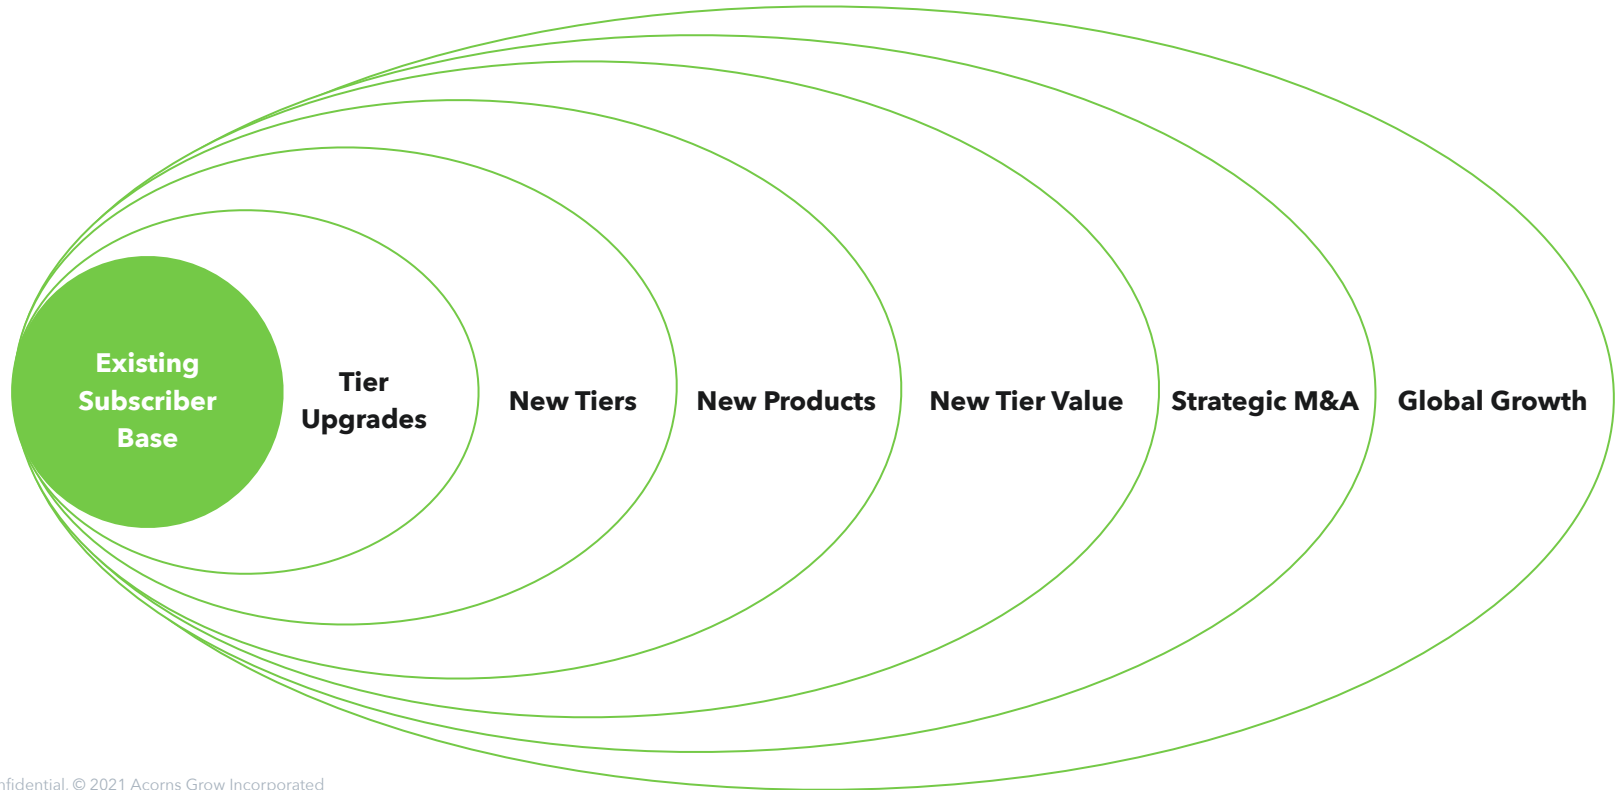 Existing
Subscriber
Base
Tier
Upgrades
New Tiers
New Products
New Tier Value
Strategic M&A
Global Growth
nfidential. © 2021 Acorns Grow Incorporated